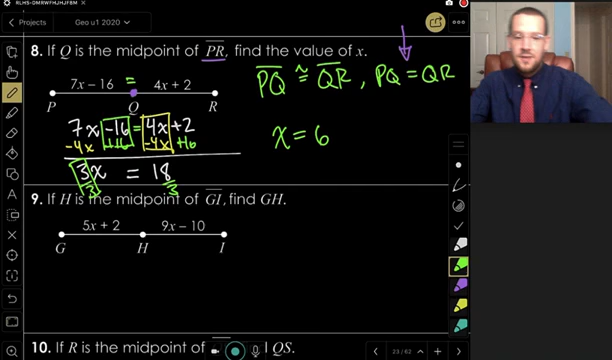 RLHS-OMRWFHJHJFBM
Projects
Geo u1 2020-2021
8. If Q is the midpoint of PR, find the value of x.
7x – 16 = 4x + 2
P Q R
PQ ≅ QR , PQ = QR
7x -16 = 4x +2
-4x +16 -4x +16
3x = 18
3 3
x = 6
9. If H is the midpoint of GI, find GH.
5x + 2 9x – 10
G H I
10. If R is the midpoint of QS.
23 / 62